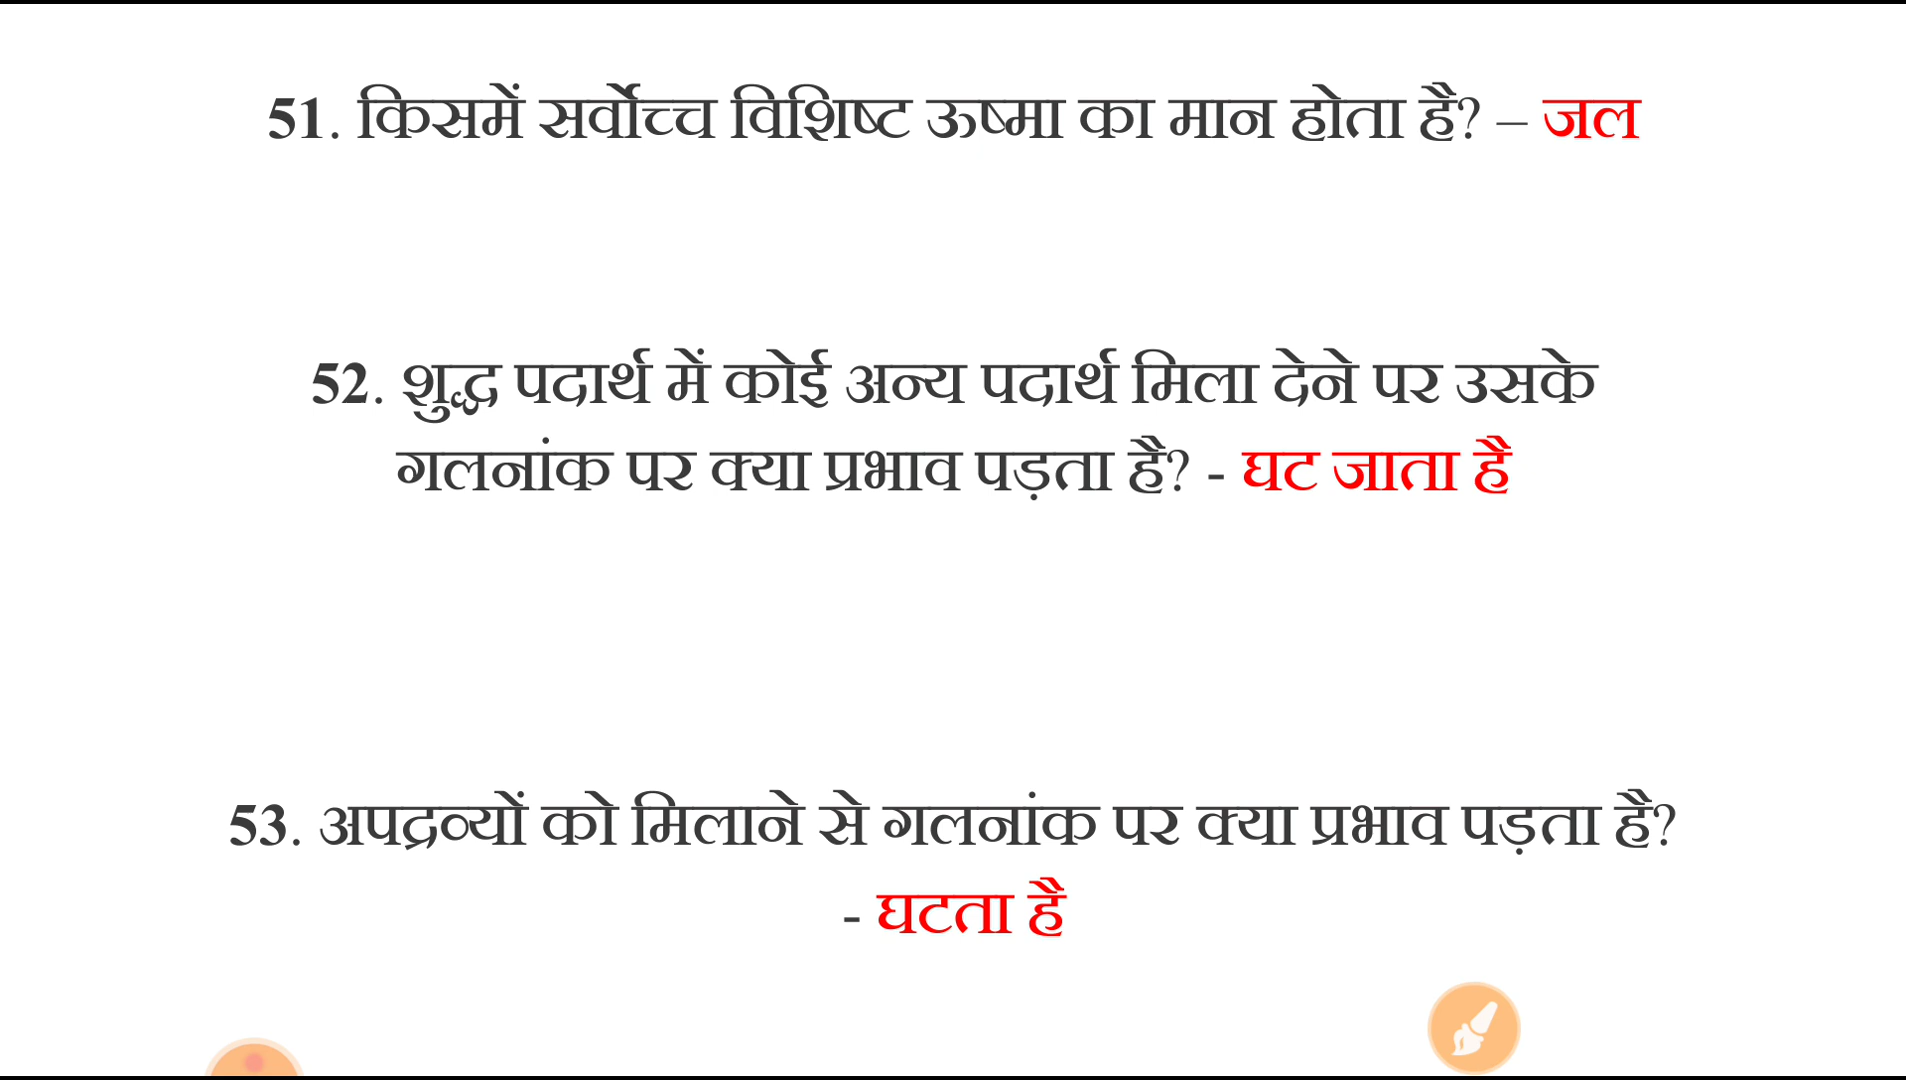 51. किसमें सर्वोच्च विशिष्ट ऊष्मा का मान होता है? – जल
52. शुद्ध पदार्थ में कोई अन्य पदार्थ मिला देने पर उसके
गलनांक पर क्या प्रभाव पड़ता है? - घट जाता है
53. अपद्रव्यों को मिलाने से गलनांक पर क्या प्रभाव पड़ता है?
- घटता है